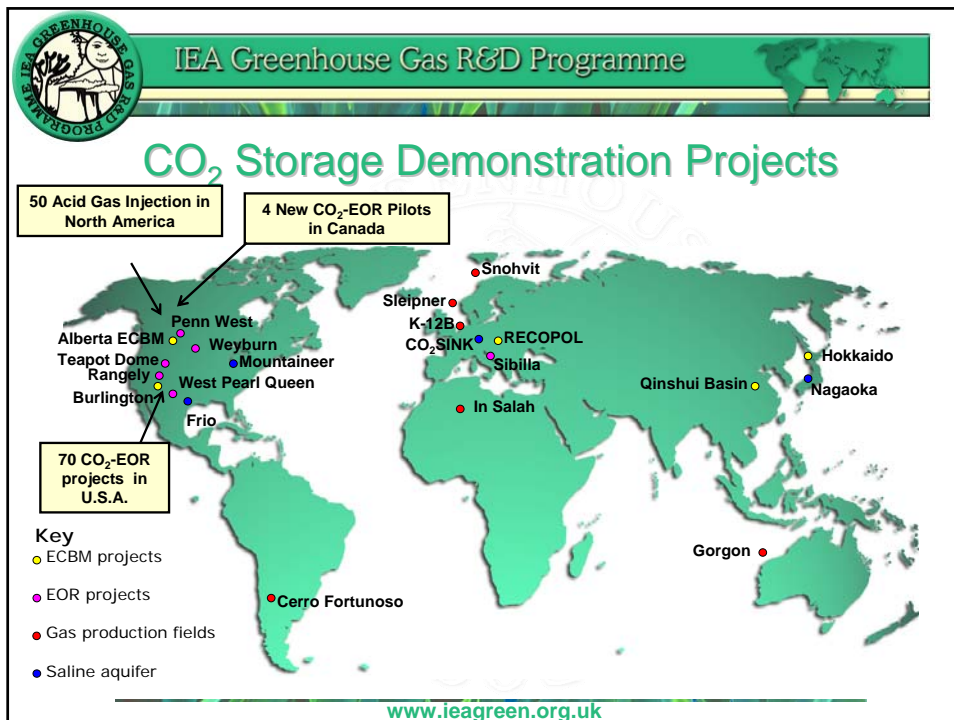 IEA GREENHOUSE GAS R&D PROGRAMME
IEA Greenhouse Gas R&D Programme
CO₂ Storage Demonstration Projects
50 Acid Gas Injection in
North America
4 New CO₂-EOR Pilots
in Canada
Snohvit
Sleipner
Penn West
K-12B
Alberta ECBM
Weyburn
CO₂SINK
RECOPOL
Teapot Dome
Mountaineer
Sibilla
Hokkaido
Rangely
West Pearl Queen
Qinshui Basin
Nagaoka
Burlington
In Salah
Frio
70 CO₂-EOR
projects in
U.S.A.
Key
ECBM projects
Gorgon
EOR projects
Cerro Fortunoso
Gas production fields
Saline aquifer
www.ieagreen.org.uk